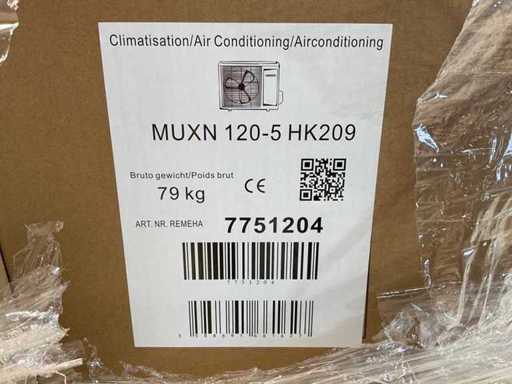 Climatisation/Air Conditioning/Airconditioning
MUXN 120-5 HK209
Bruto gewicht/Poids brut
79 kg
CE
ART. NR. REMEHA
7751204
7751204